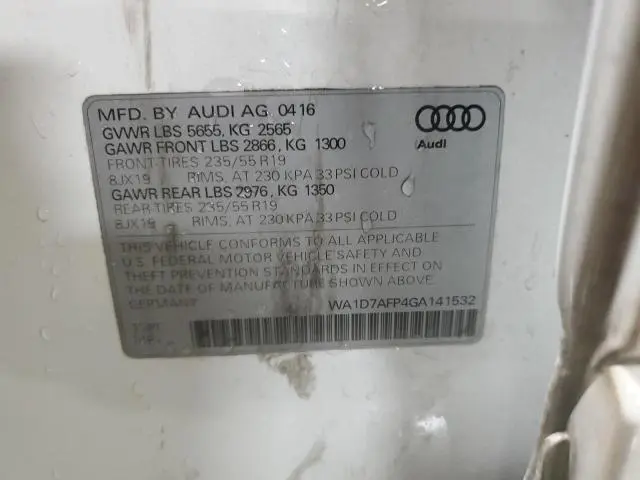 MFD. BY AUDI AG 0416
GVWR LBS 5655, KG 2565
GAWR FRONT LBS 2866, KG 1300
FRONT-TIRES 235/55 R19
8JX19 RIMS, AT 230 KPA 33 PSI COLD
GAWR REAR LBS 2976, KG 1350
REAR-TIRES 235/55 R19
8JX19 RIMS, AT 230 KPA 33 PSI COLD
THIS VEHICLE CONFORMS TO ALL APPLICABLE
U.S. FEDERAL MOTOR VEHICLE SAFETY AND
THEFT PREVENTION STANDARDS IN EFFECT ON
THE DATE OF MANUFACTURE SHOWN ABOVE.
GERMANY WA1D7AFP4GA141532
Audi